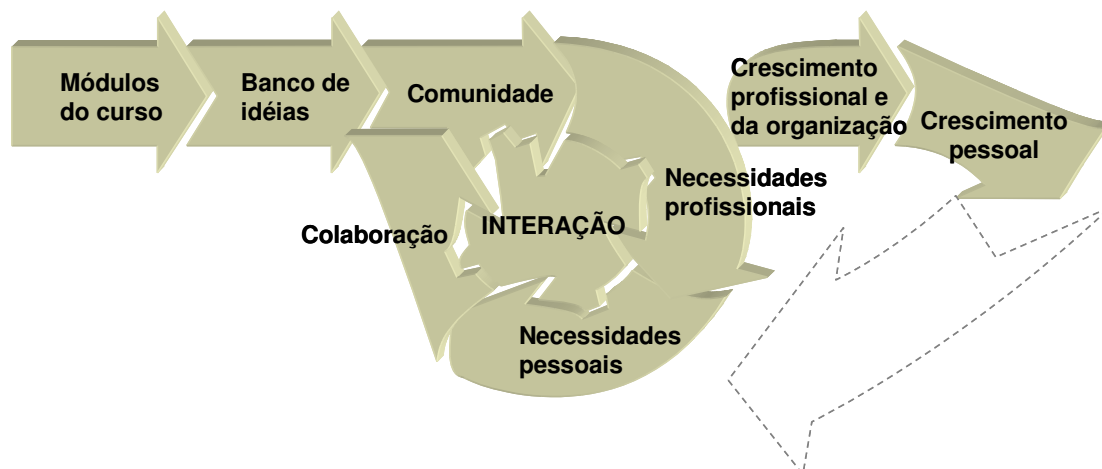 Módulos
do curso
Banco de
idéias
Comunidade
Colaboração
INTERAÇÃO
Necessidades
profissionais
Necessidades
pessoais
Crescimento
profissional e
da organização
Crescimento
pessoal